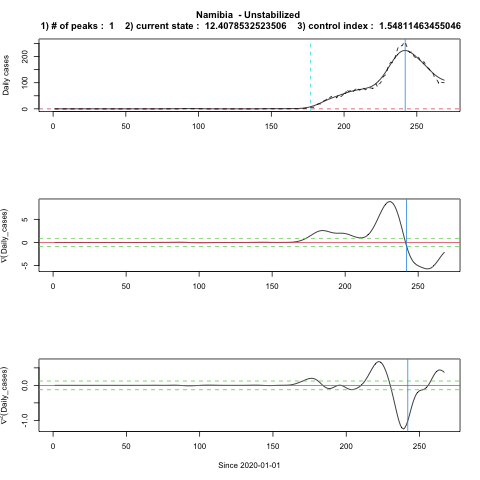 Namibia - Unstabilized
1) # of peaks : 1 2) current state : 12.4078532523506 3) control index : 1.54811463455046
Daily cases
0 100 200
0 50 100 150 200 250
∇(Daily_cases)
-5 0 5
0 50 100 150 200 250
∇²(Daily_cases)
-1.0 0.0
0 50 100 150 200 250
Since 2020-01-01